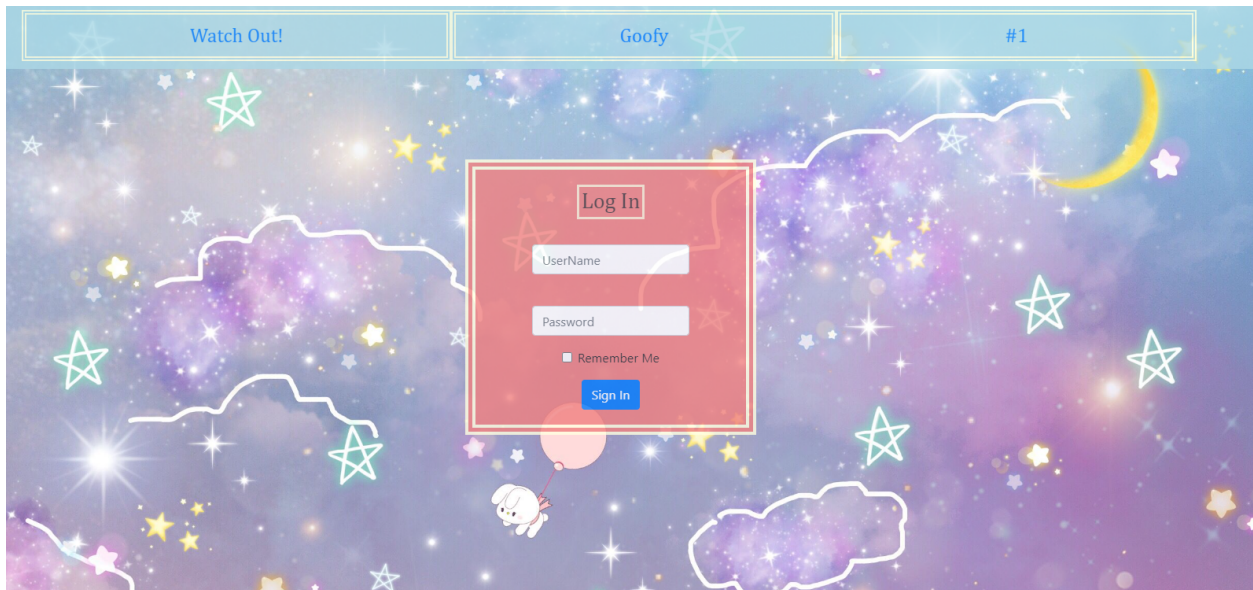 Watch Out! Goofy #1
Log In
UserName
Password
Remember Me
Sign In